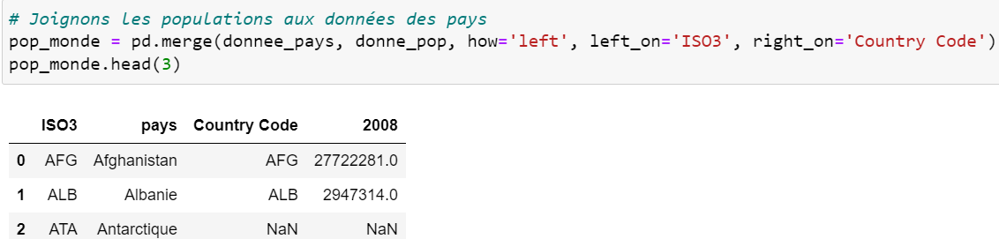 # Joignons les populations aux données des pays
pop_monde = pd.merge(donnee_pays, donne_pop, how='left', left_on='ISO3', right_on='Country Code')
pop_monde.head(3)
ISO3 pays Country Code 2008
0 AFG Afghanistan AFG 27722281.0
1 ALB Albanie ALB 2947314.0
2 ATA Antarctique NaN NaN